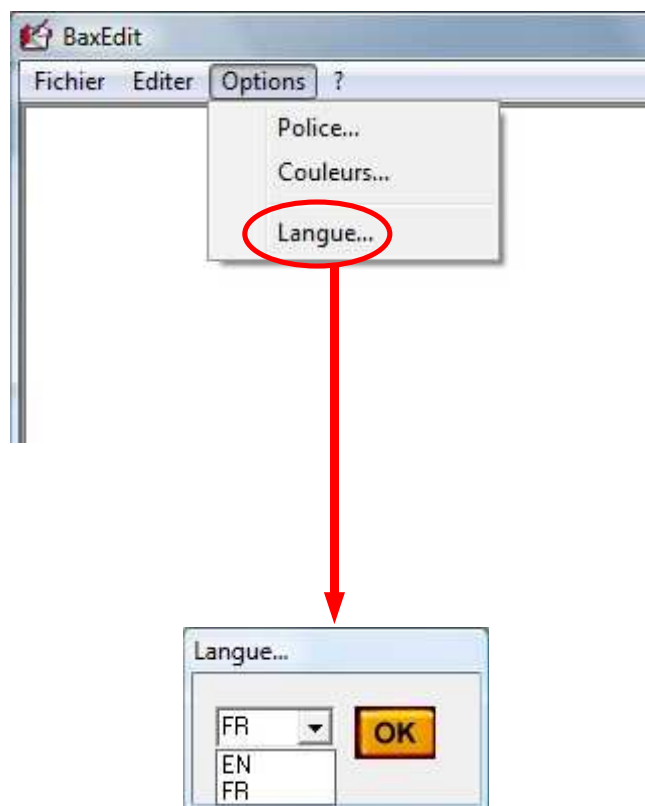 BaxEdit
Fichier Editer Options ?
Police...
Couleurs...
Langue...
Langue...
FR OK
EN
FR